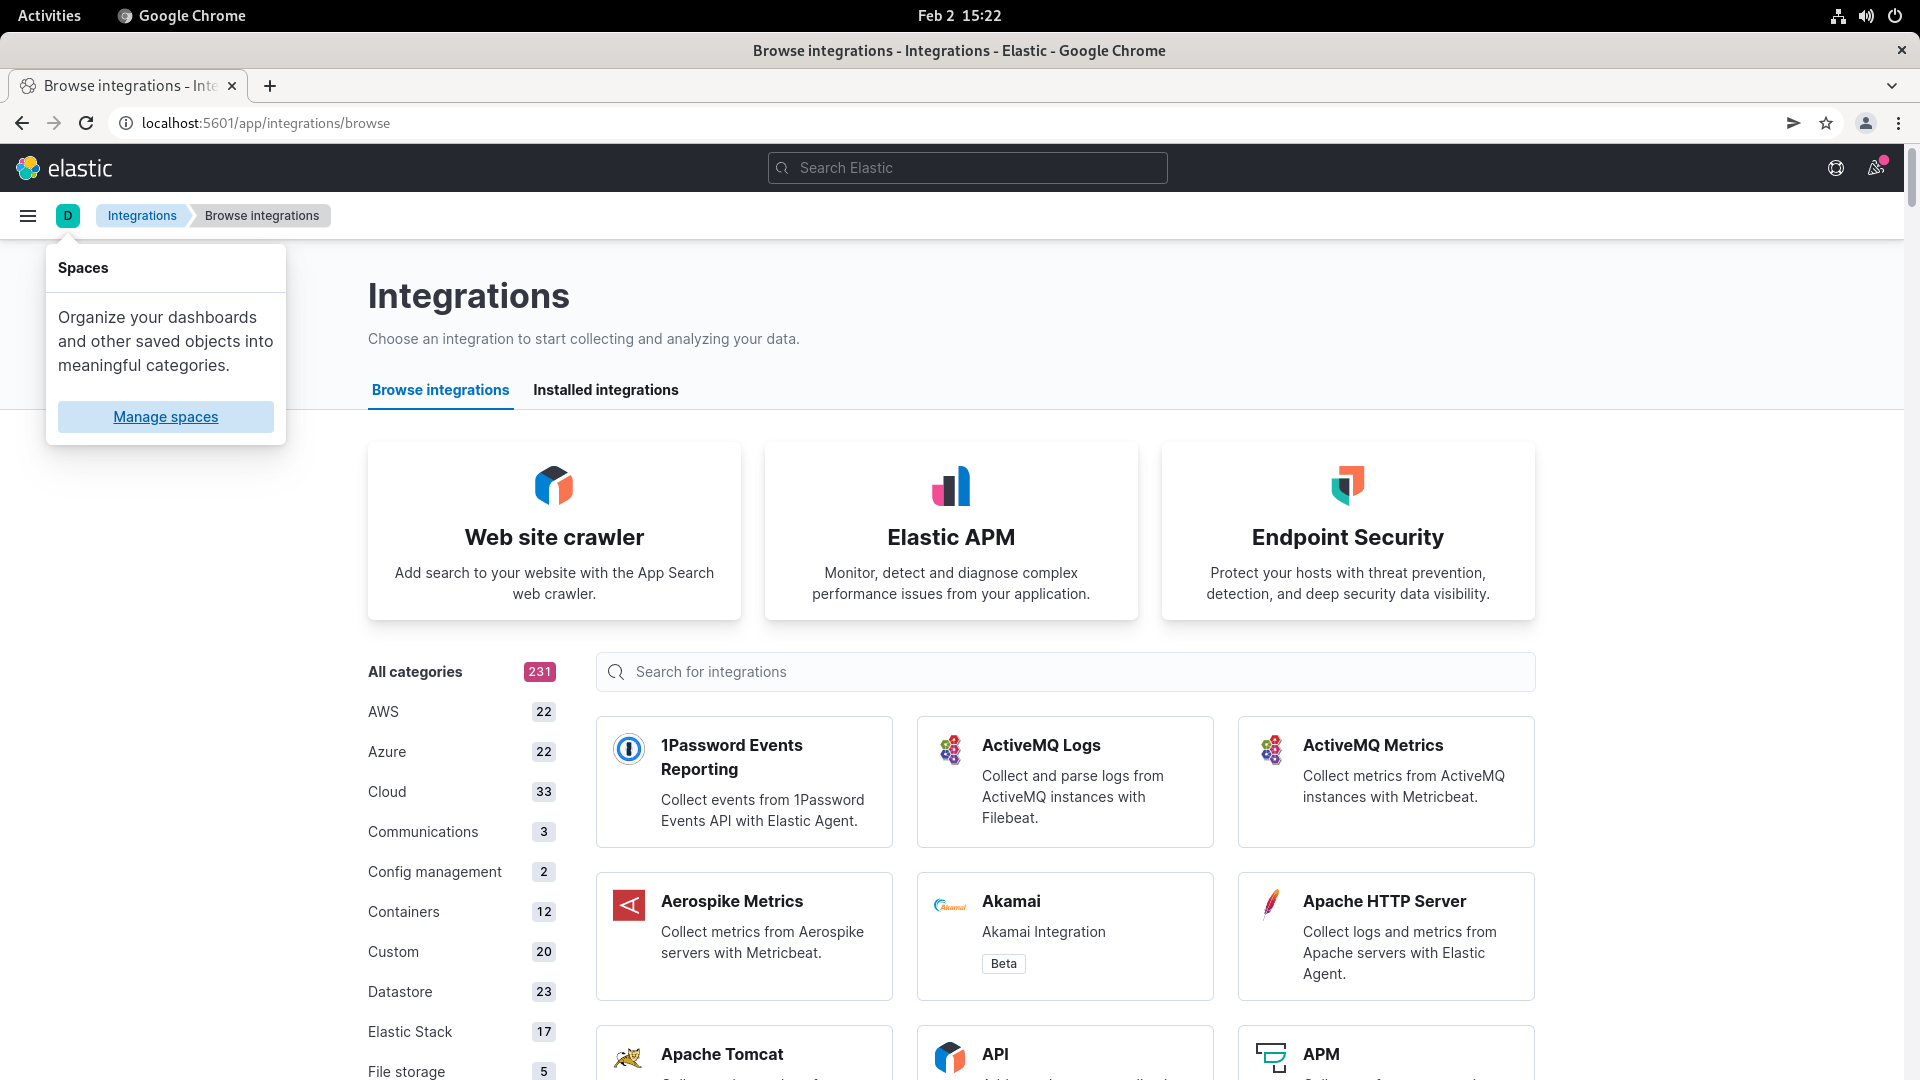 Activities
Google Chrome
Feb 2 15:22
Browse integrations - Integrations - Elastic - Google Chrome
Browse integrations - Inte
localhost:5601/app/integrations/browse
elastic
Search Elastic
D
Integrations
Browse integrations
Spaces
Organize your dashboards
and other saved objects into
meaningful categories.
Manage spaces
Integrations
Choose an integration to start collecting and analyzing your data.
Browse integrations
Installed integrations
Web site crawler
Add search to your website with the App Search
web crawler.
Elastic APM
Monitor, detect and diagnose complex
performance issues from your application.
Endpoint Security
Protect your hosts with threat prevention,
detection, and deep security data visibility.
All categories 231
AWS 22
Azure 22
Cloud 33
Communications 3
Config management 2
Containers 12
Custom 20
Datastore 23
Elastic Stack 17
File storage 5
Search for integrations
1Password Events
Reporting
Collect events from 1Password
Events API with Elastic Agent.
ActiveMQ Logs
Collect and parse logs from
ActiveMQ instances with
Filebeat.
ActiveMQ Metrics
Collect metrics from ActiveMQ
instances with Metricbeat.
Aerospike Metrics
Collect metrics from Aerospike
servers with Metricbeat.
Akamai
Akamai
Akamai Integration
Beta
Apache HTTP Server
Collect logs and metrics from
Apache servers with Elastic
Agent.
Apache Tomcat
API
APM